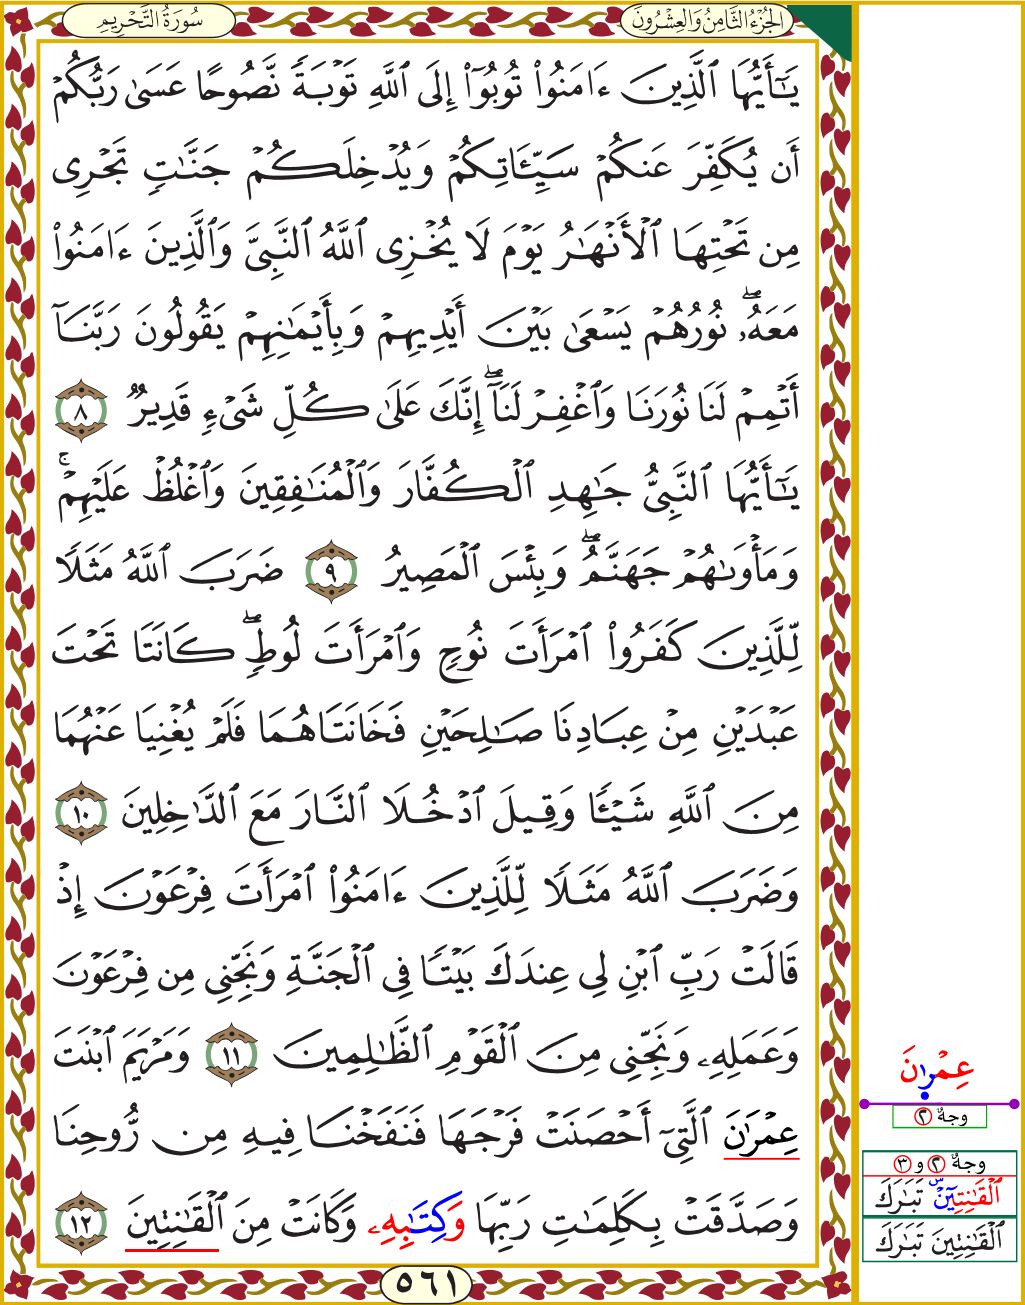 الجُزْءُ الثَّامِنُ وَالعِشْرُونَ
سُورَةُ التَّحْرِيمِ
يَٰٓأَيُّهَا ٱلَّذِينَ ءَامَنُوا۟ تُوبُوٓا۟ إِلَى ٱللَّهِ تَوْبَةً نَّصُوحًا عَسَىٰ رَبُّكُمْ
أَن يُكَفِّرَ عَنكُمْ سَيِّـَٔاتِكُمْ وَيُدْخِلَكُمْ جَنَّٰتٍ تَجْرِى
مِن تَحْتِهَا ٱلْأَنْهَٰرُ يَوْمَ لَا يُخْزِى ٱللَّهُ ٱلنَّبِىَّ وَٱلَّذِينَ ءَامَنُوا۟
مَعَهُۥۖ نُورُهُمْ يَسْعَىٰ بَيْنَ أَيْدِيهِمْ وَبِأَيْمَٰنِهِمْ يَقُولُونَ رَبَّنَآ
أَتْمِمْ لَنَا نُورَنَا وَٱغْفِرْ لَنَآۖ إِنَّكَ عَلَىٰ كُلِّ شَىْءٍ قَدِيرٌ ٨
يَٰٓأَيُّهَا ٱلنَّبِىُّ جَٰهِدِ ٱلْكُفَّارَ وَٱلْمُنَٰفِقِينَ وَٱغْلُظْ عَلَيْهِمْۚ
وَمَأْوَىٰهُمْ جَهَنَّمُۖ وَبِئْسَ ٱلْمَصِيرُ ٩ ضَرَبَ ٱللَّهُ مَثَلًا
لِّلَّذِينَ كَفَرُوا۟ ٱمْرَأَتَ نُوحٍ وَٱمْرَأَتَ لُوطٍۖ كَانَتَا تَحْتَ
عَبْدَيْنِ مِنْ عِبَادِنَا صَٰلِحَيْنِ فَخَانَتَاهُمَا فَلَمْ يُغْنِيَا عَنْهُمَا
مِنَ ٱللَّهِ شَيْـًٔا وَقِيلَ ٱدْخُلَا ٱلنَّارَ مَعَ ٱلدَّٰخِلِينَ ١٠
وَضَرَبَ ٱللَّهُ مَثَلًا لِّلَّذِينَ ءَامَنُوا۟ ٱمْرَأَتَ فِرْعَوْنَ إِذْ
قَالَتْ رَبِّ ٱبْنِ لِى عِندَكَ بَيْتًا فِى ٱلْجَنَّةِ وَنَجِّنِى مِن فِرْعَوْنَ
وَعَمَلِهِۦ وَنَجِّنِى مِنَ ٱلْقَوْمِ ٱلظَّٰلِمِينَ ١١ وَمَرْيَمَ ٱبْنَتَ
عِمْرَٰنَ ٱلَّتِىٓ أَحْصَنَتْ فَرْجَهَا فَنَفَخْنَا فِيهِ مِن رُّوحِنَا
وَصَدَّقَتْ بِكَلِمَٰتِ رَبِّهَا وَكِتَٰبِهِۦ وَكَانَتْ مِنَ ٱلْقَٰنِتِينَ ١٢
٥٦١
عِمْرَٰنَ
وجهٌ ٢
وجهٌ ٢ و ٣
ٱلْقَٰنِتِينَۜ تَبَٰرَكَ
ٱلْقَٰنِتِينَ تَبَٰرَكَ